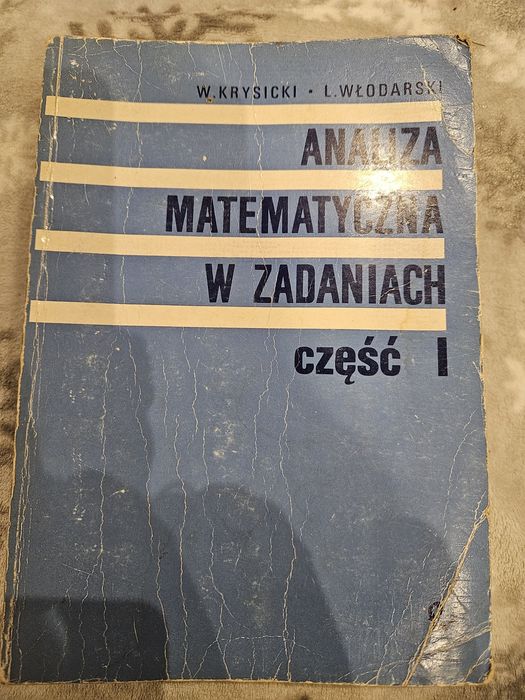 W. KRYSICKI · L. WŁODARSKI
ANALIZA
MATEMATYCZNA
W ZADANIACH
część I